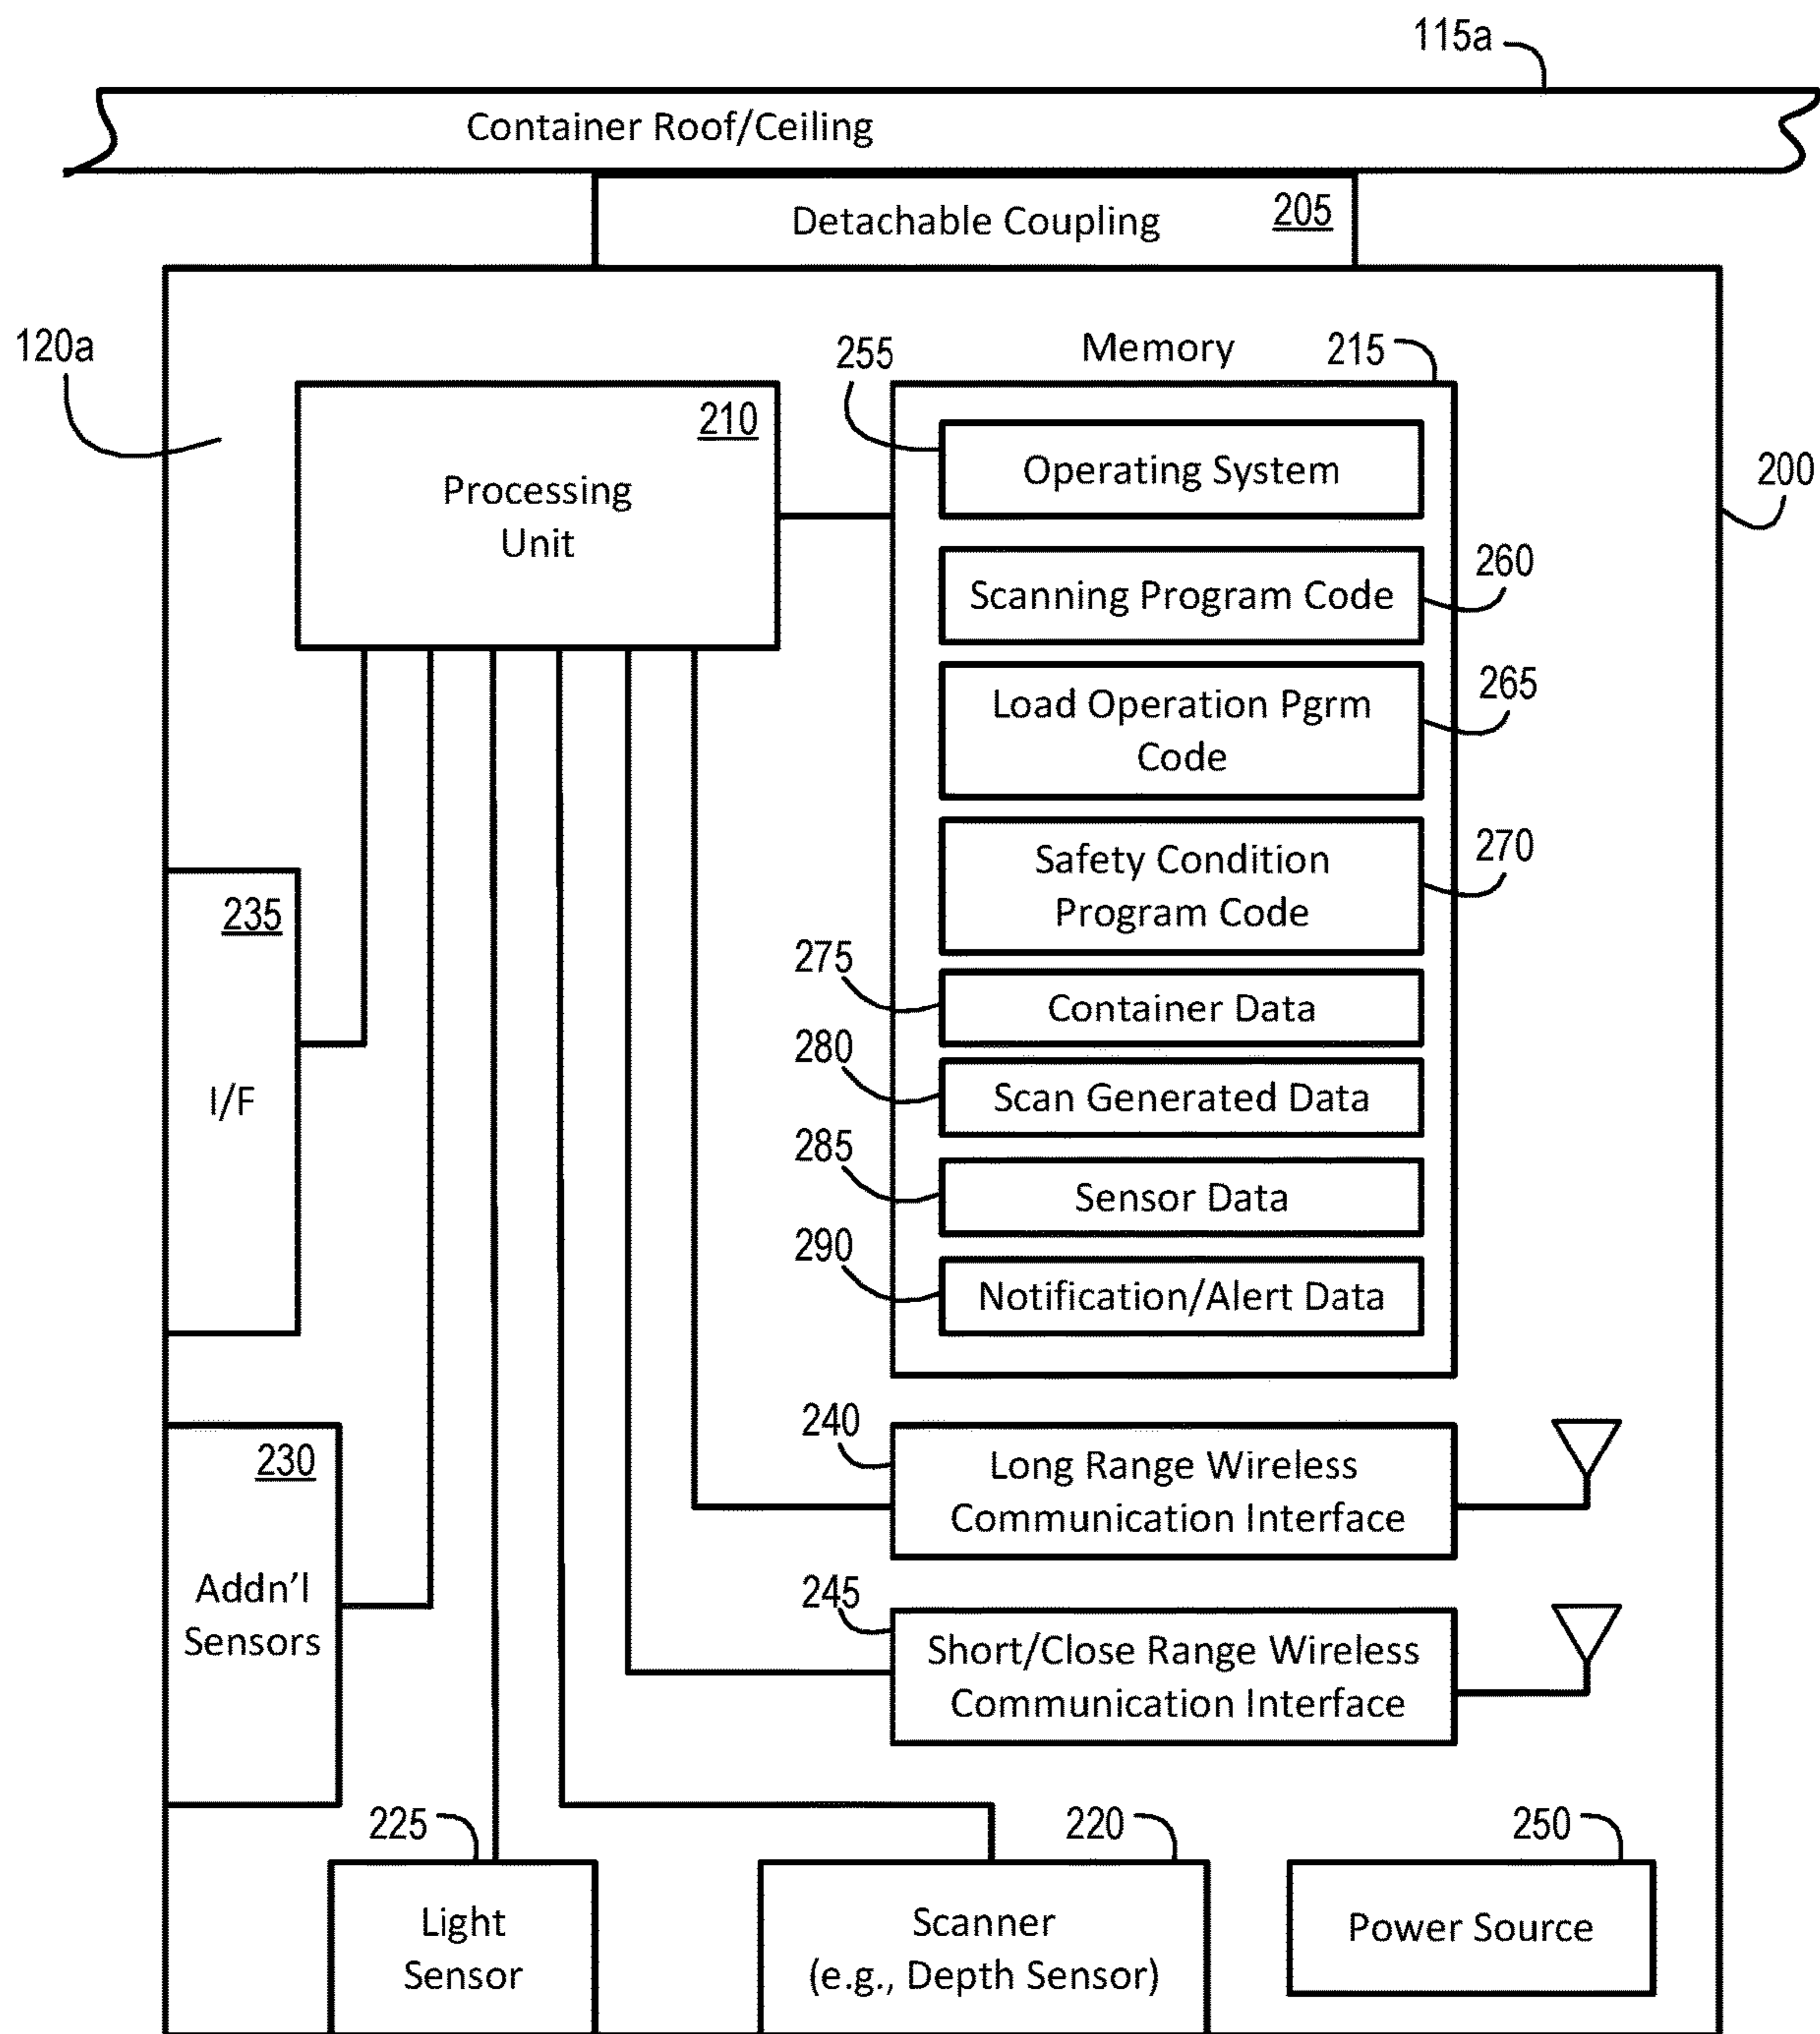 115a
Container Roof/Ceiling
Detachable Coupling 205
120a
Memory 215
255
210
Processing
Unit
Operating System
200
Scanning Program Code
260
Load Operation Pgrm
Code
265
Safety Condition
Program Code
270
235
I/F
275
Container Data
280
Scan Generated Data
285
Sensor Data
290
Notification/Alert Data
240
Long Range Wireless
Communication Interface
230
Addn'l
Sensors
245
Short/Close Range Wireless
Communication Interface
225
Light
Sensor
220
Scanner
(e.g., Depth Sensor)
250
Power Source